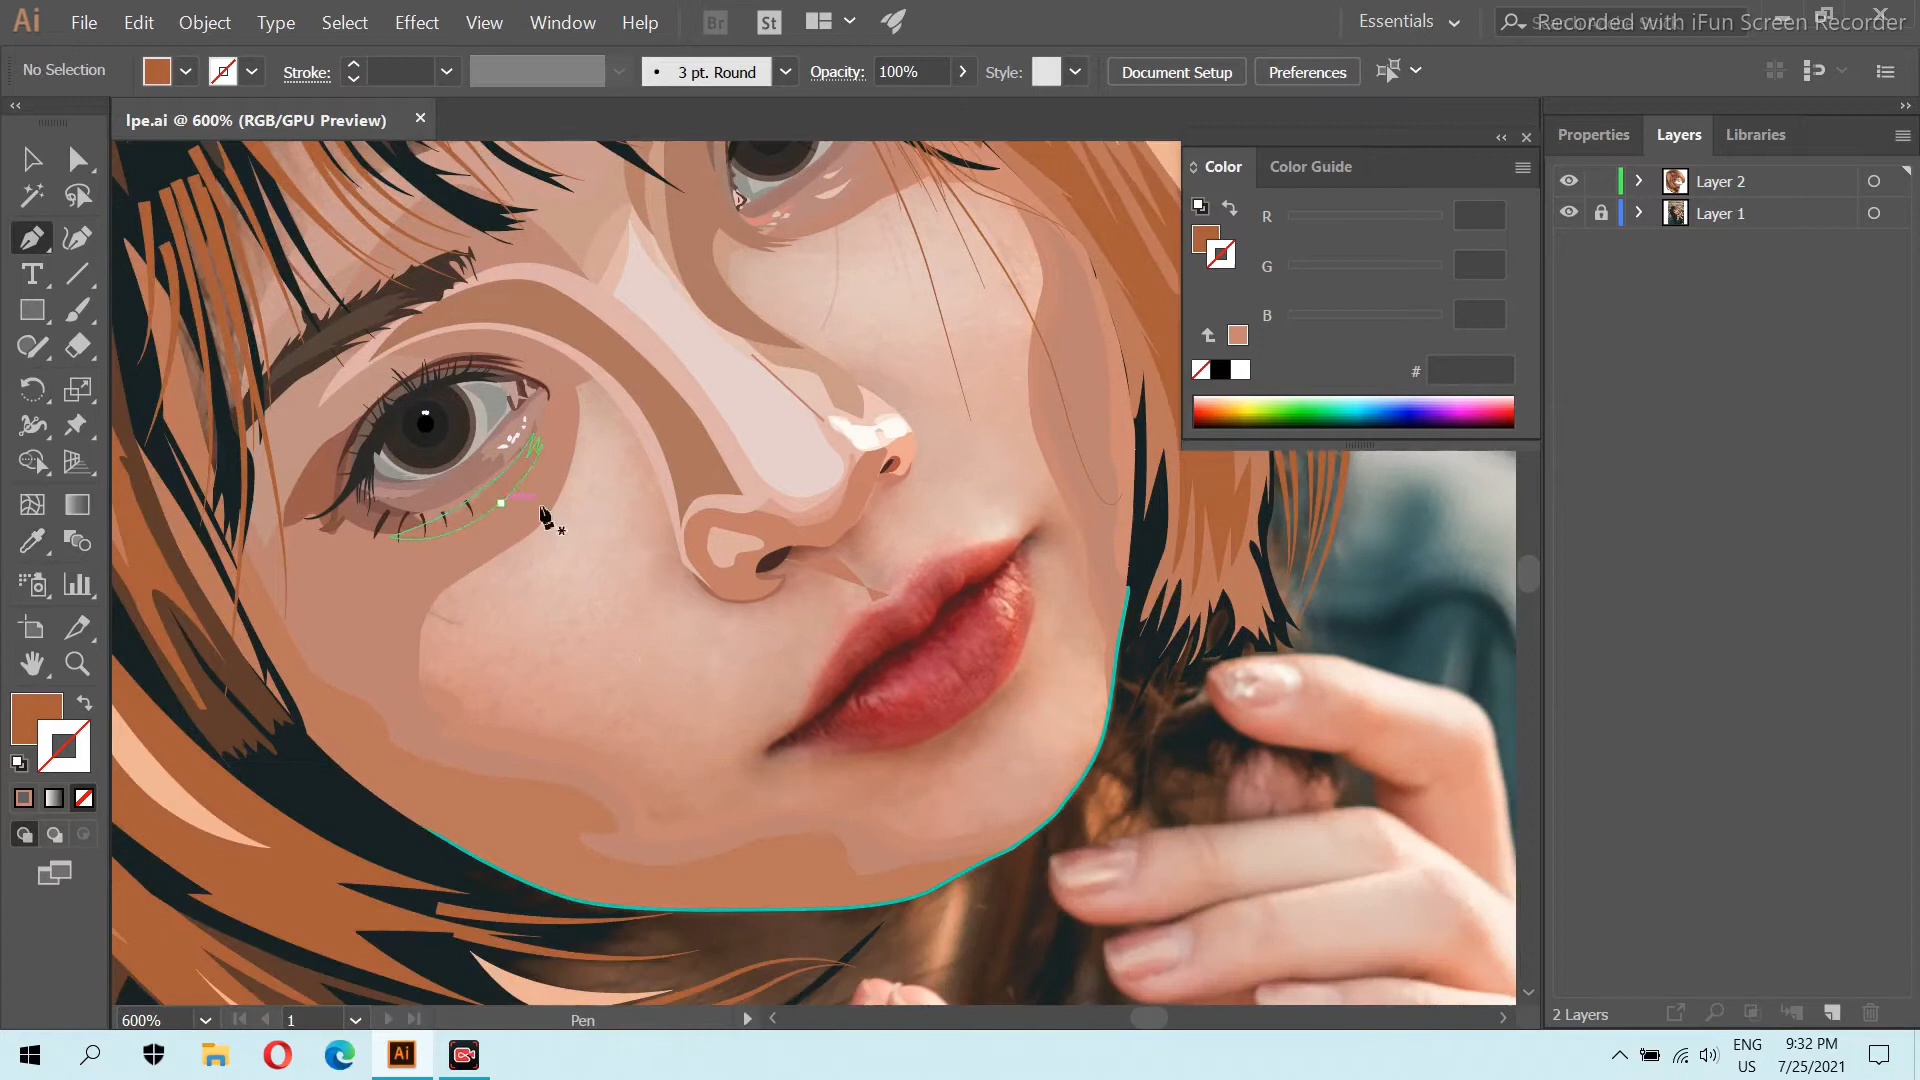 Ai File Edit Object Type Select Effect View Window Help Br St Essentials Recorded with iFun Screen Recorder
No Selection Stroke: 3 pt. Round Opacity: 100% Style: Document Setup Preferences
Ipe.ai @ 600% (RGB/GPU Preview)
Properties Layers Libraries
Color Color Guide
Layer 2
Layer 1
R
G
B
#
600% 1 Pen
2 Layers
Ai ENG 9:32 PM
US 7/25/2021